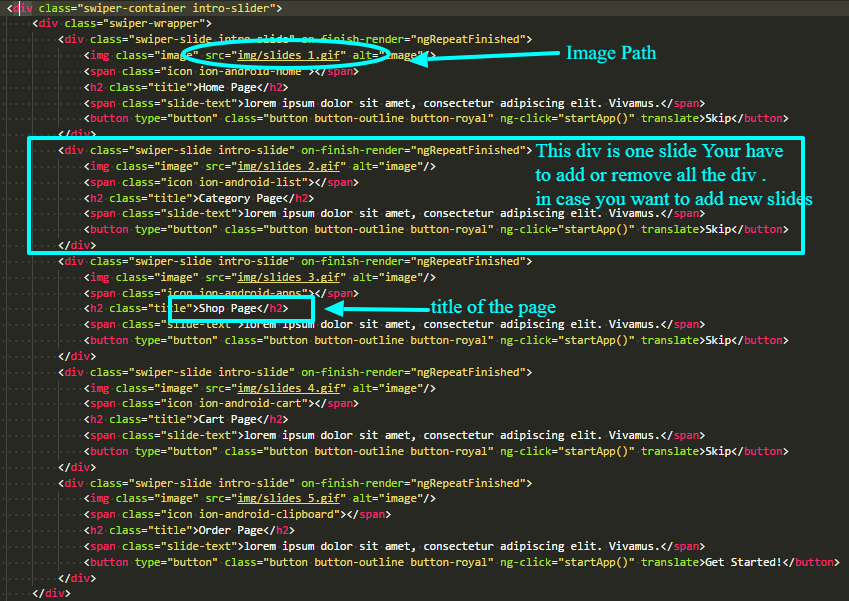 <div class="swiper-container intro-slider">
<div class="swiper-wrapper">
<div class="swiper-slide intro-slide" on-finish-render="ngRepeatFinished">
<img class="image" src="img/slides_1.gif" alt="image"/>
Image Path
<span class="icon ion-android-home"></span>
<h2 class="title">Home Page</h2>
<span class="slide-text">lorem ipsum dolor sit amet, consectetur adipiscing elit. Vivamus.</span>
<button type="button" class="button button-outline button-royal" ng-click="startApp()" translate>Skip</button>
</div>
<div class="swiper-slide intro-slide" on-finish-render="ngRepeatFinished">
This div is one slide Your have
to add or remove all the div .
in case you want to add new slides
<img class="image" src="img/slides_2.gif" alt="image"/>
<span class="icon ion-android-list"></span>
<h2 class="title">Category Page</h2>
<span class="slide-text">lorem ipsum dolor sit amet, consectetur adipiscing elit. Vivamus.</span>
<button type="button" class="button button-outline button-royal" ng-click="startApp()" translate>Skip</button>
</div>
<div class="swiper-slide intro-slide" on-finish-render="ngRepeatFinished">
<img class="image" src="img/slides_3.gif" alt="image"/>
<span class="icon ion-android-apps"></span>
<h2 class="title">Shop Page</h2>
title of the page
<span class="slide-text">lorem ipsum dolor sit amet, consectetur adipiscing elit. Vivamus.</span>
<button type="button" class="button button-outline button-royal" ng-click="startApp()" translate>Skip</button>
</div>
<div class="swiper-slide intro-slide" on-finish-render="ngRepeatFinished">
<img class="image" src="img/slides_4.gif" alt="image"/>
<span class="icon ion-android-cart"></span>
<h2 class="title">Cart Page</h2>
<span class="slide-text">lorem ipsum dolor sit amet, consectetur adipiscing elit. Vivamus.</span>
<button type="button" class="button button-outline button-royal" ng-click="startApp()" translate>Skip</button>
</div>
<div class="swiper-slide intro-slide" on-finish-render="ngRepeatFinished">
<img class="image" src="img/slides_5.gif" alt="image"/>
<span class="icon ion-android-clipboard"></span>
<h2 class="title">Order Page</h2>
<span class="slide-text">lorem ipsum dolor sit amet, consectetur adipiscing elit. Vivamus.</span>
<button type="button" class="button button-outline button-royal" ng-click="startApp()" translate>Get Started!</button>
</div>
</div>